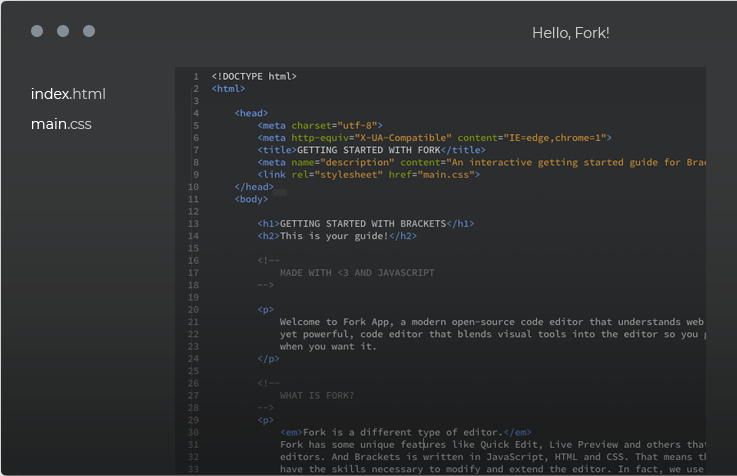 Hello, Fork!
index.html
main.css
1 <!DOCTYPE html>
2 <html>
3
4 <head>
5 <meta charset="utf-8">
6 <meta http-equiv="X-UA-Compatible" content="IE=edge,chrome=1">
7 <title>GETTING STARTED WITH FORK</title>
8 <meta name="description" content="An interactive getting started guide for Brac
9 <link rel="stylesheet" href="main.css">
10 </head>
11 <body>
12
13 <h1>GETTING STARTED WITH BRACKETS</h1>
14 <h2>This is your guide!</h2>
15
16 <!--
17 MADE WITH <3 AND JAVASCRIPT
18 -->
19
20 <p>
21 Welcome to Fork App, a modern open-source code editor that understands web
22 yet powerful, code editor that blends visual tools into the editor so you g
23 when you want it.
24 </p>
25
26 <!--
27 WHAT IS FORK?
28 -->
29 <p>
30 <em>Fork is a different type of editor.</em>
31 Fork has some unique features like Quick Edit, Live Preview and others tha
32 editors. And Brackets is written in JavaScript, HTML and CSS. That means th
33 have the skills necessary to modify and extend the editor. In fact, we use